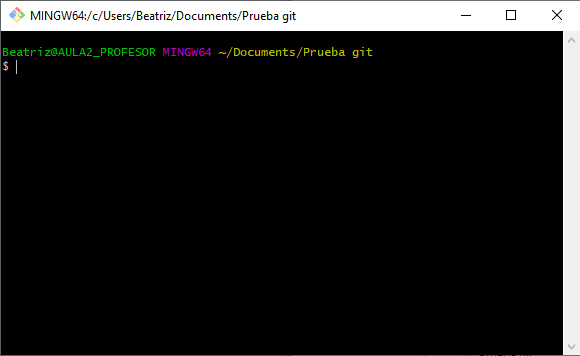 MINGW64:/c/Users/Beatriz/Documents/Prueba git
Beatriz@AULA2_PROFESOR MINGW64 ~/Documents/Prueba git
$